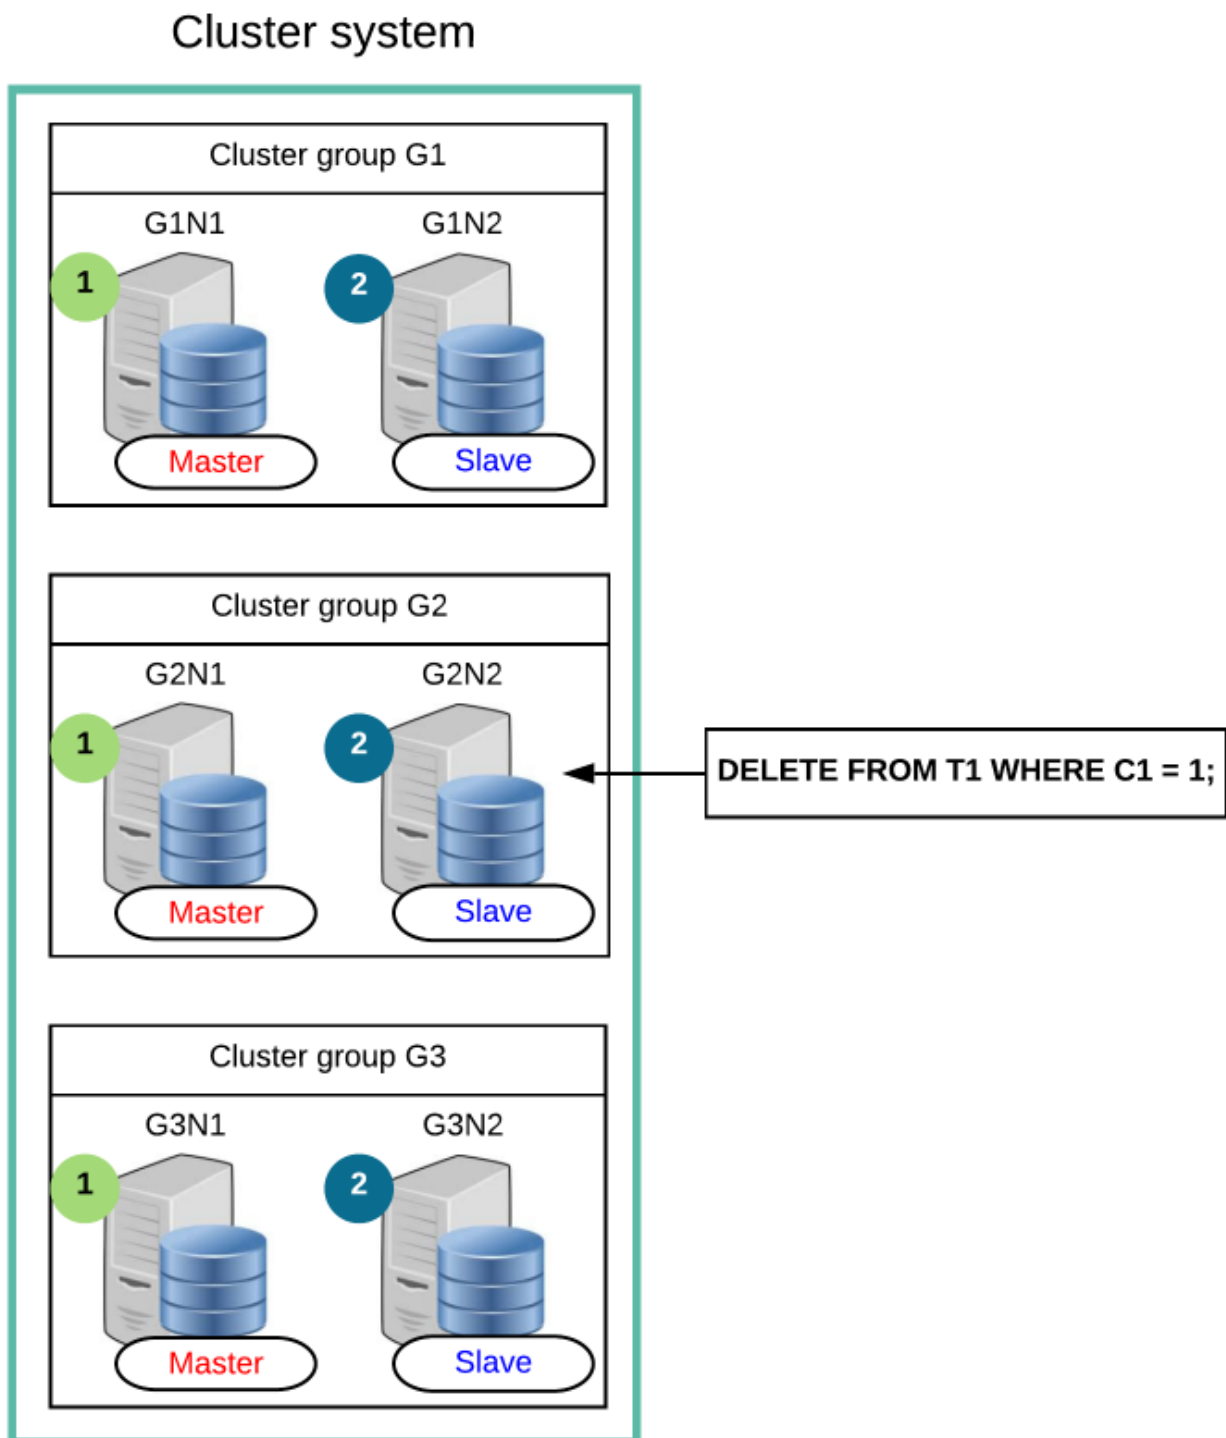 Cluster system
Cluster group G1
G1N1 G1N2
1 2
Master Slave
Cluster group G2
G2N1 G2N2
1 2
DELETE FROM T1 WHERE C1 = 1;
Master Slave
Cluster group G3
G3N1 G3N2
1 2
Master Slave